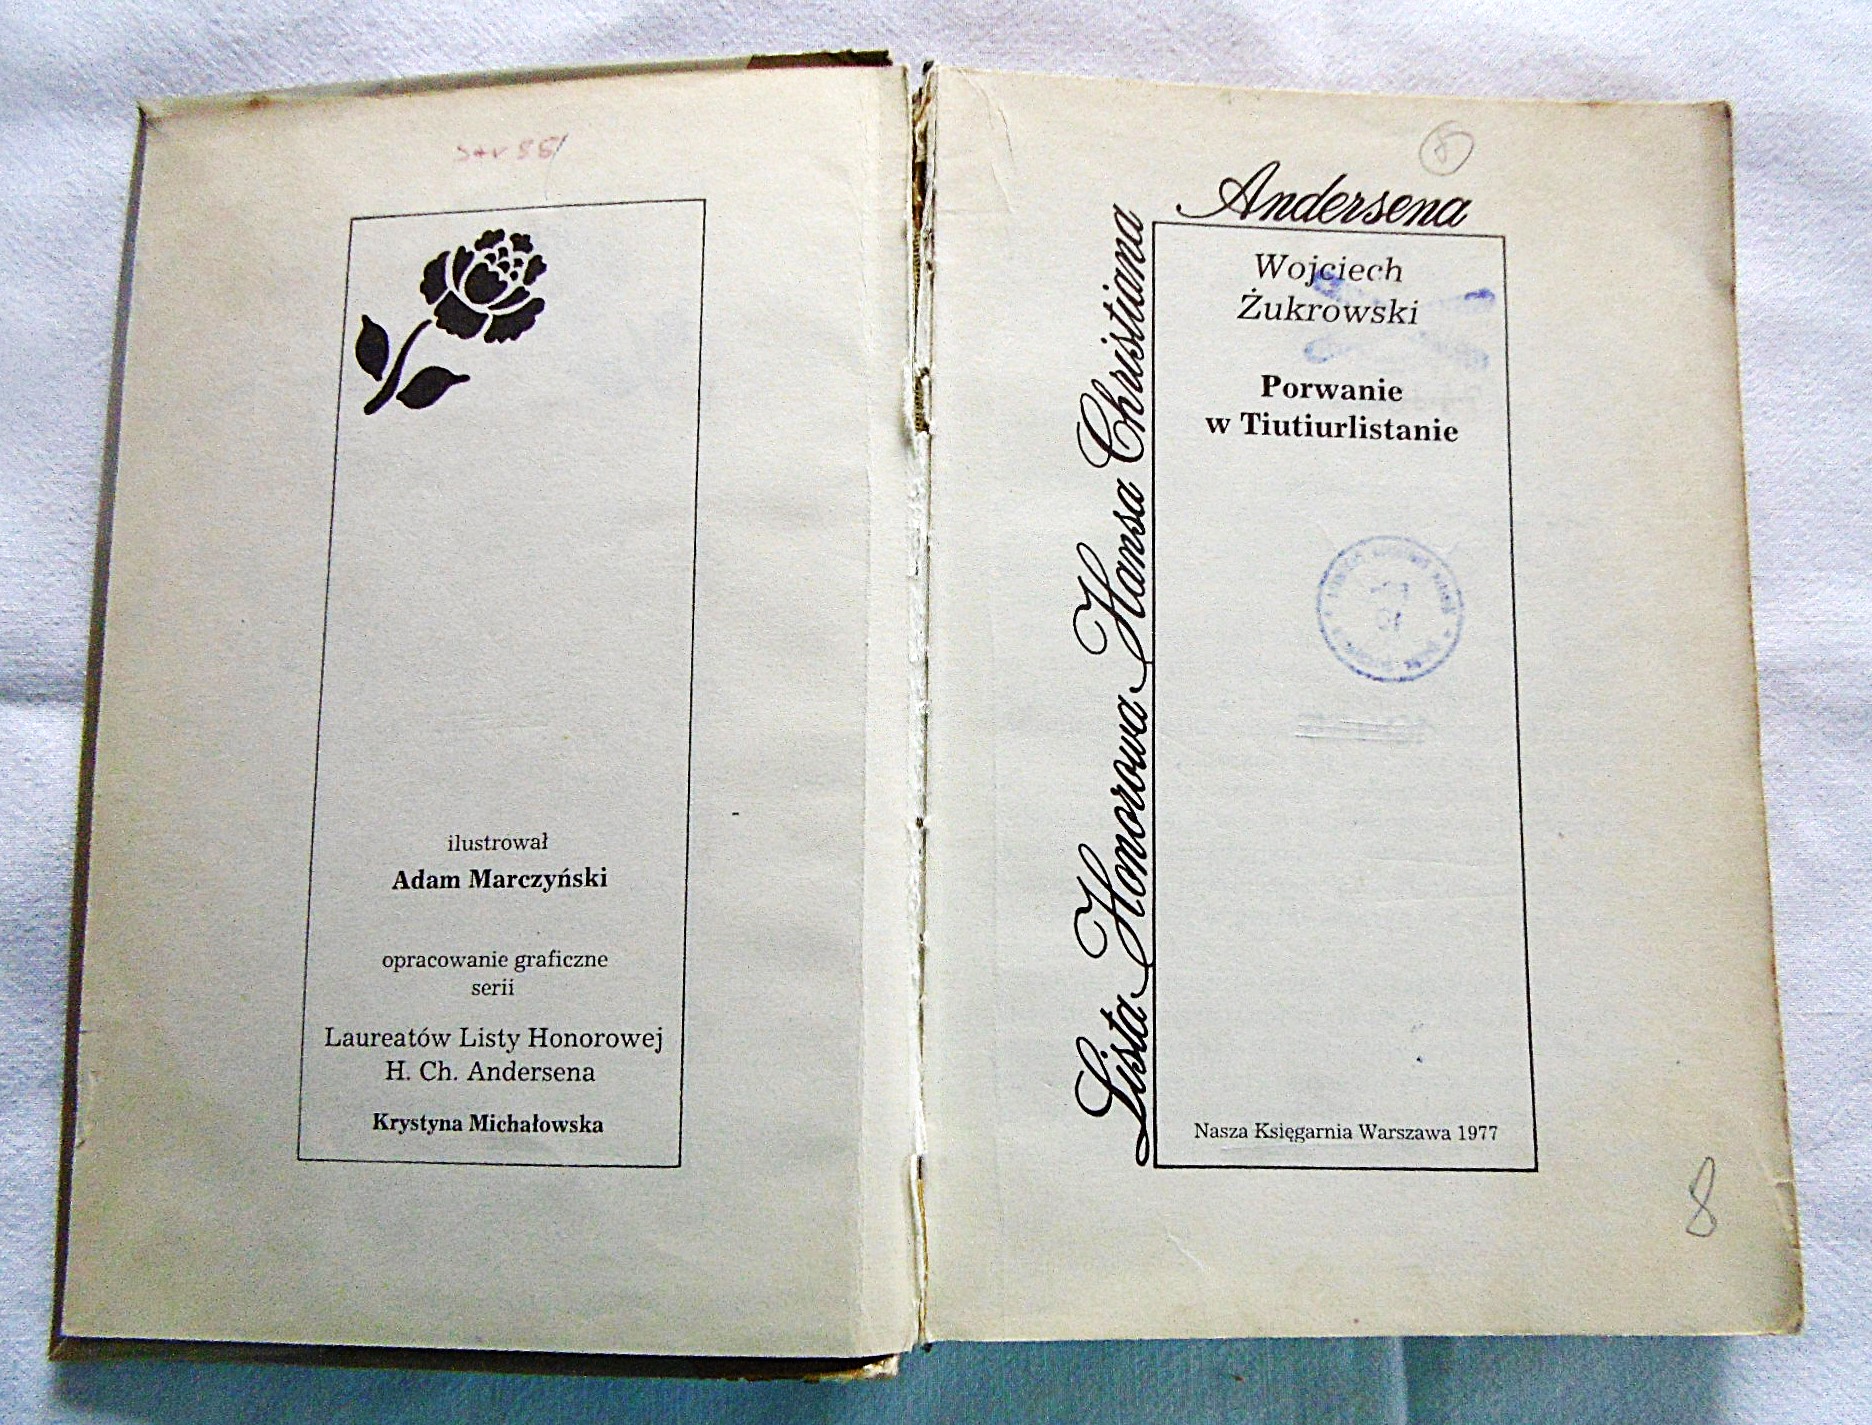 ilustrował
Adam Marczyński
opracowanie graficzne
serii
Laureatów Listy Honorowej
H. Ch. Andersena
Krystyna Michałowska
Lista Honorowa Hansa Christiana
Andersena
Wojciech
Żukrowski
Porwanie
w Tiutiurlistanie
Nasza Księgarnia Warszawa 1977
8